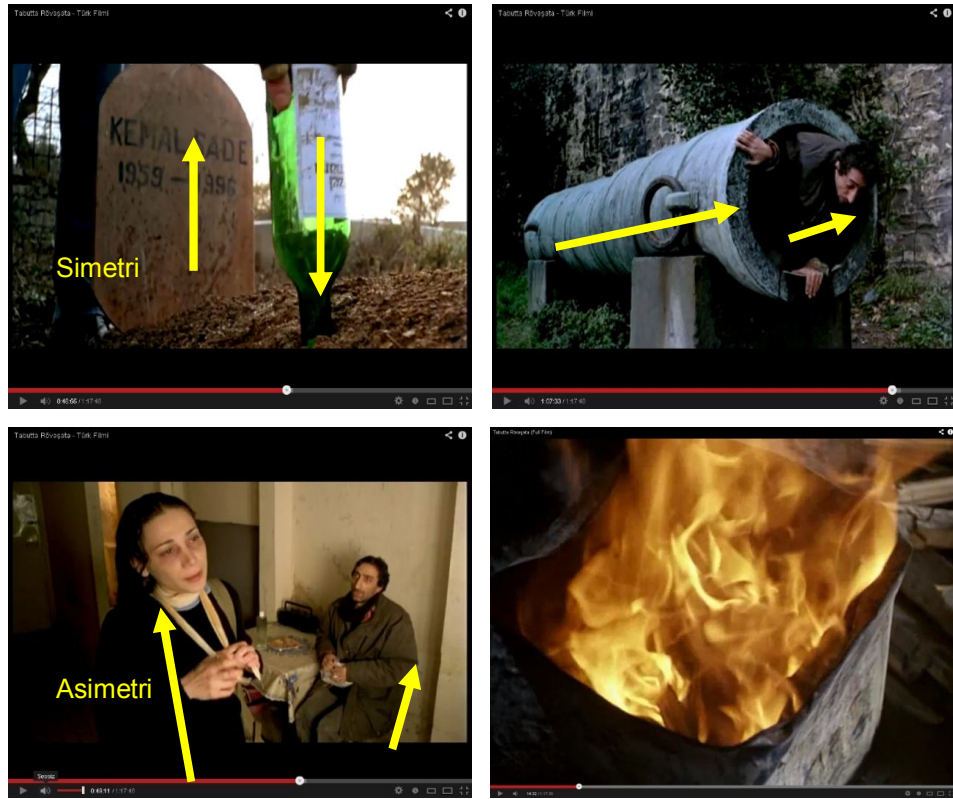 Tabutta Rövaşata - Türk Filmi
KEMAL SADE
1959 - 1996
Simetri
Tabutta Rövaşata - Türk Filmi
1:07:33 / 1:17:48
Tabutta Rövaşata - Türk Filmi
Asimetri
Sessiz
Tabutta Rövaşata (Full Film)